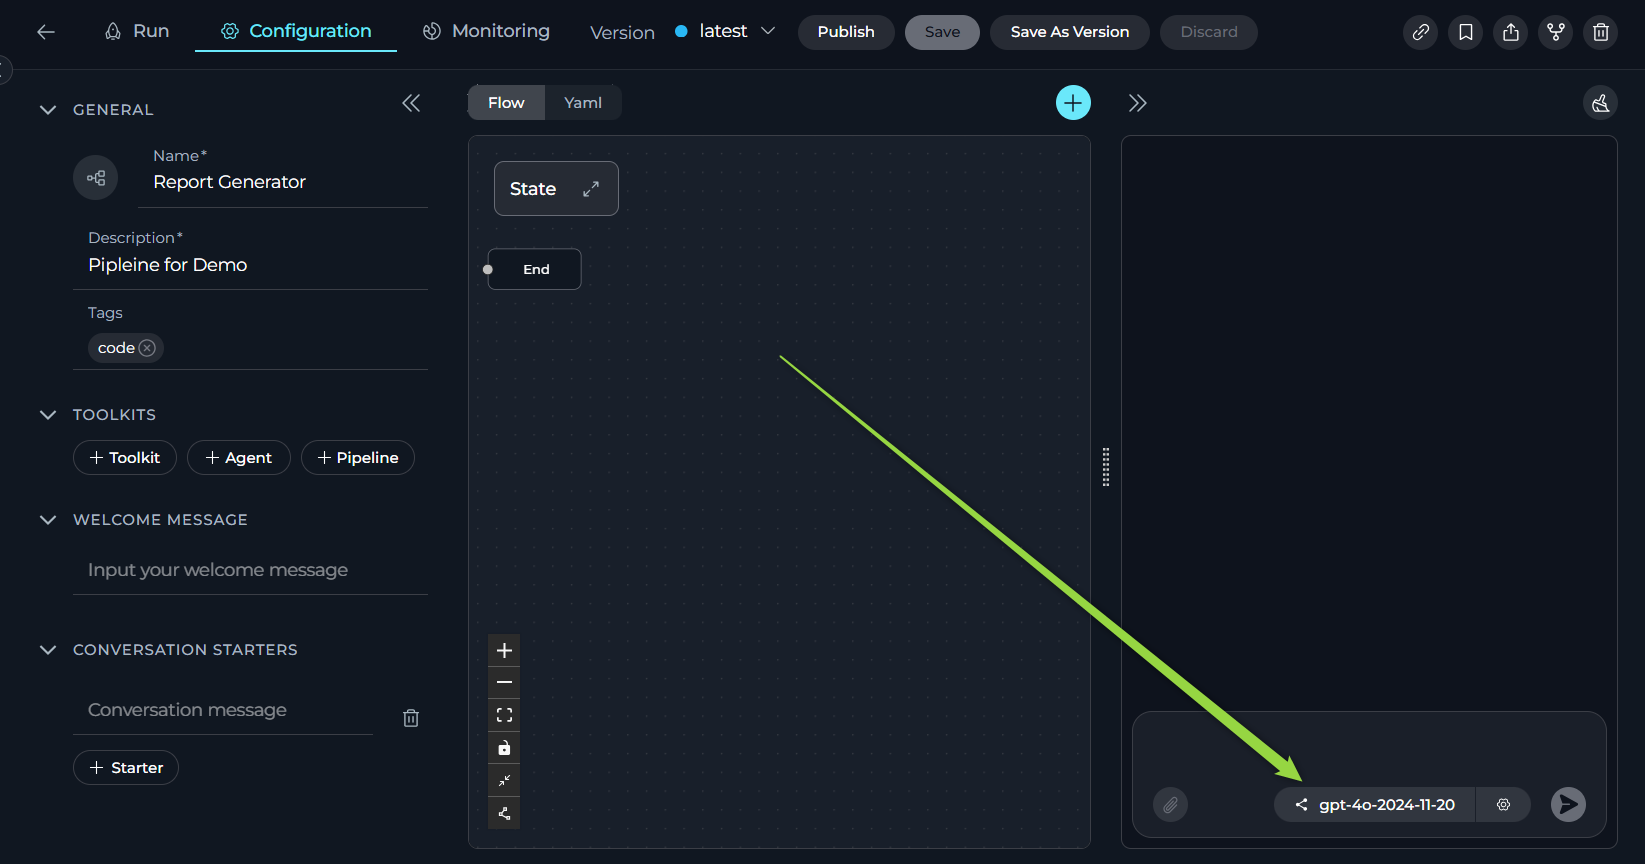 Run Configuration Monitoring Version latest Publish Save Save As Version Discard
GENERAL
Name*
Report Generator
Description*
Pipleine for Demo
Tags
code
TOOLKITS
Toolkit Agent Pipeline
WELCOME MESSAGE
Input your welcome message
CONVERSATION STARTERS
Conversation message
Starter
Flow Yaml
State
End
gpt-4o-2024-11-20